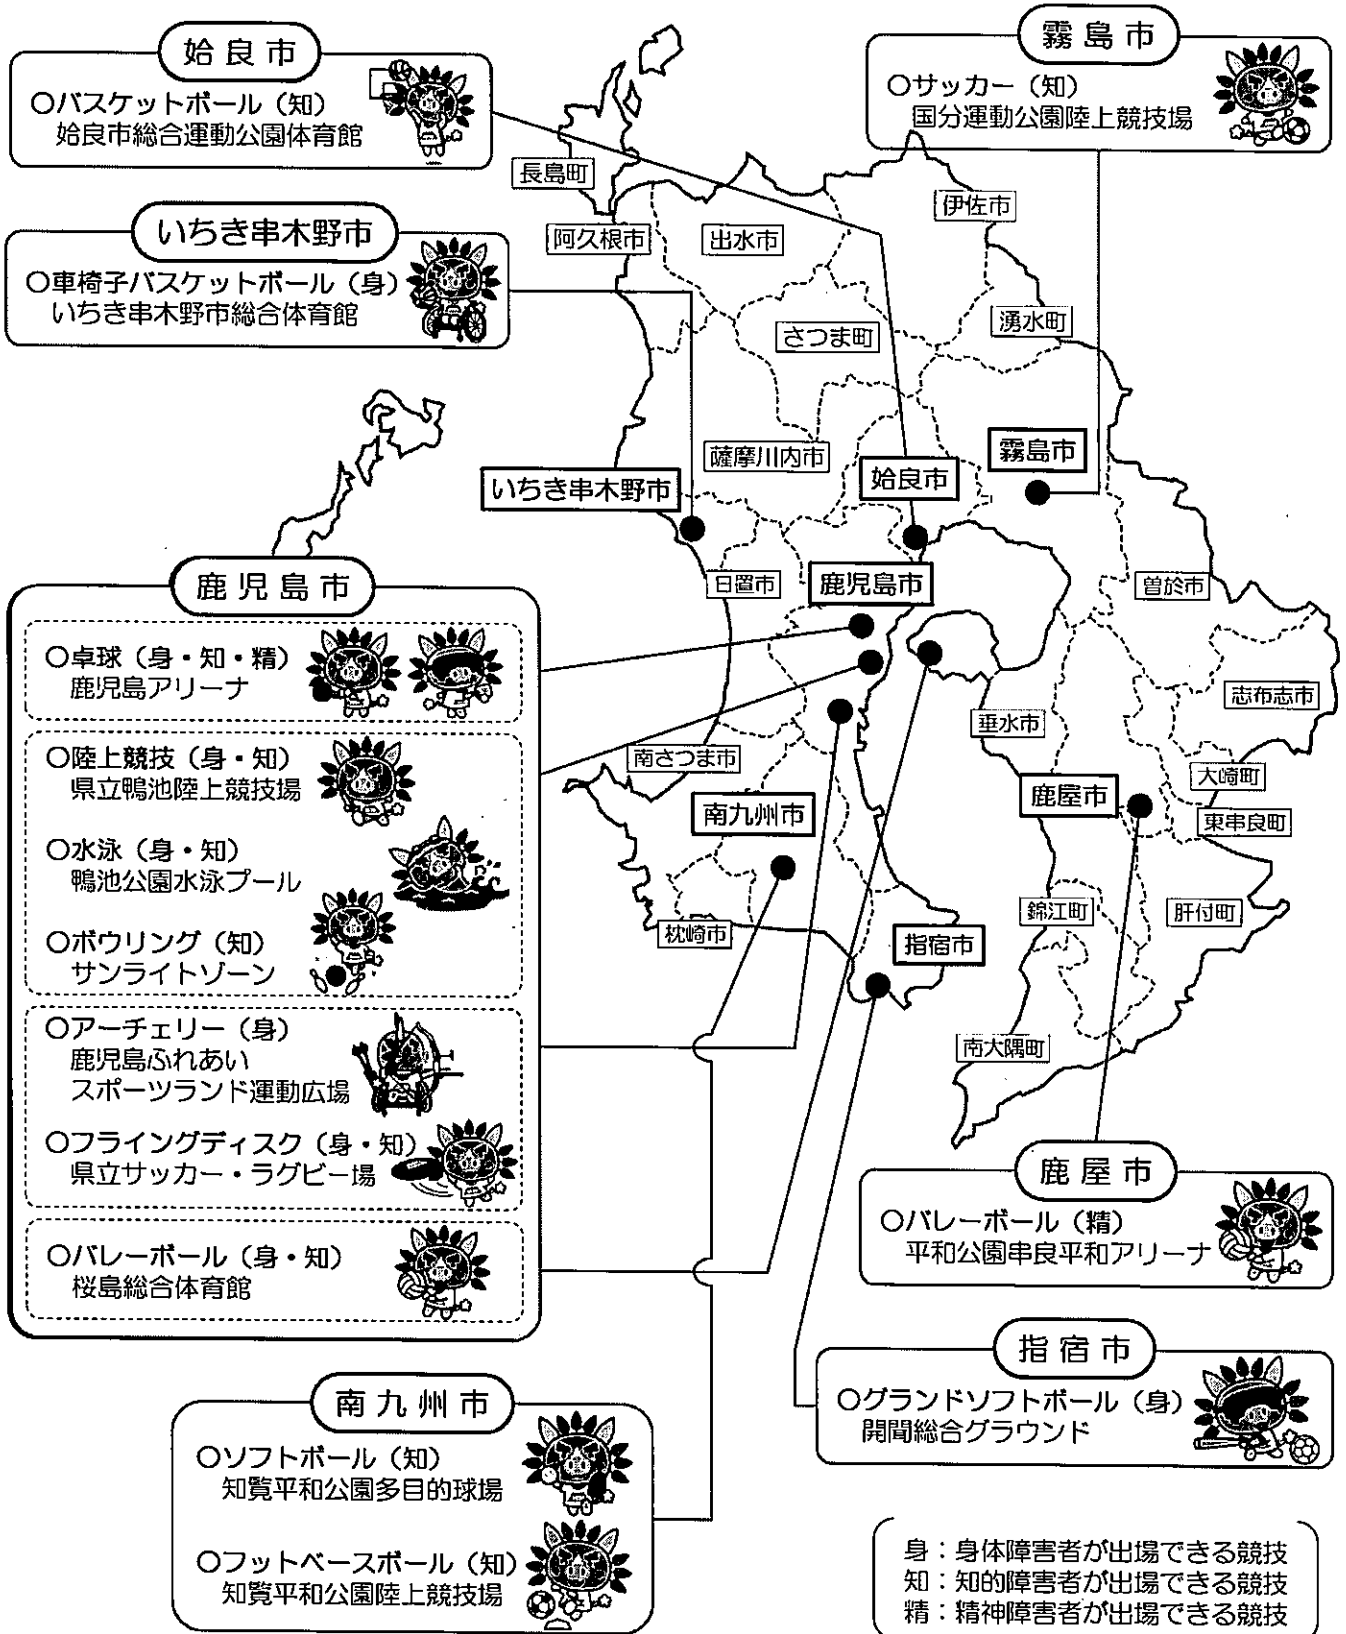 姶良市
○バスケットボール（知）
姶良市総合運動公園体育館
霧島市
○サッカー（知）
国分運動公園陸上競技場
いちき串木野市
○車椅子バスケットボール（身）
いちき串木野市総合体育館
長島町
阿久根市
出水市
伊佐市
さつま町
湧水町
薩摩川内市
いちき串木野市
姶良市
霧島市
日置市
鹿児島市
曽於市
志布志市
垂水市
大崎町
鹿屋市
東串良町
南さつま市
南九州市
枕崎市
指宿市
錦江町
肝付町
南大隅町
鹿児島市
○卓球（身・知・精）
鹿児島アリーナ
○陸上競技（身・知）
県立鴨池陸上競技場
○水泳（身・知）
鴨池公園水泳プール
○ボウリング（知）
サンライトゾーン
○アーチェリー（身）
鹿児島ふれあい
スポーツランド運動広場
○フライングディスク（身・知）
県立サッカー・ラグビー場
○バレーボール（身・知）
桜島総合体育館
鹿屋市
○バレーボール（精）
平和公園串良平和アリーナ
指宿市
○グランドソフトボール（身）
開聞総合グラウンド
南九州市
○ソフトボール（知）
知覧平和公園多目的球場
○フットベースボール（知）
知覧平和公園陸上競技場
身：身体障害者が出場できる競技
知：知的障害者が出場できる競技
精：精神障害者が出場できる競技